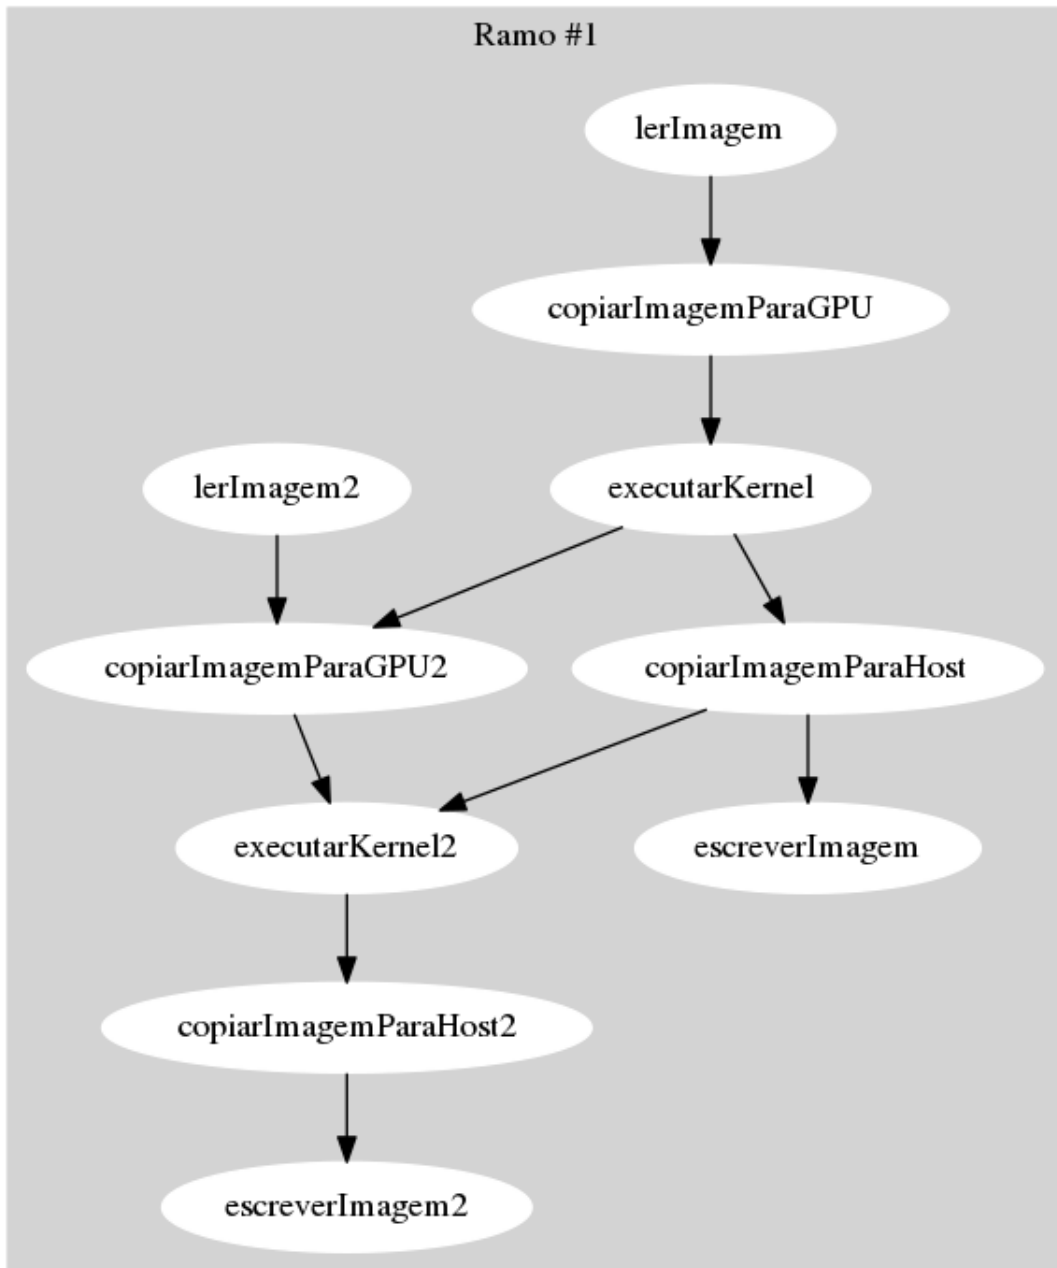 Ramo #1
lerImagem
copiarImagemParaGPU
lerImagem2
executarKernel
copiarImagemParaGPU2
copiarImagemParaHost
executarKernel2
escreverImagem
copiarImagemParaHost2
escreverImagem2